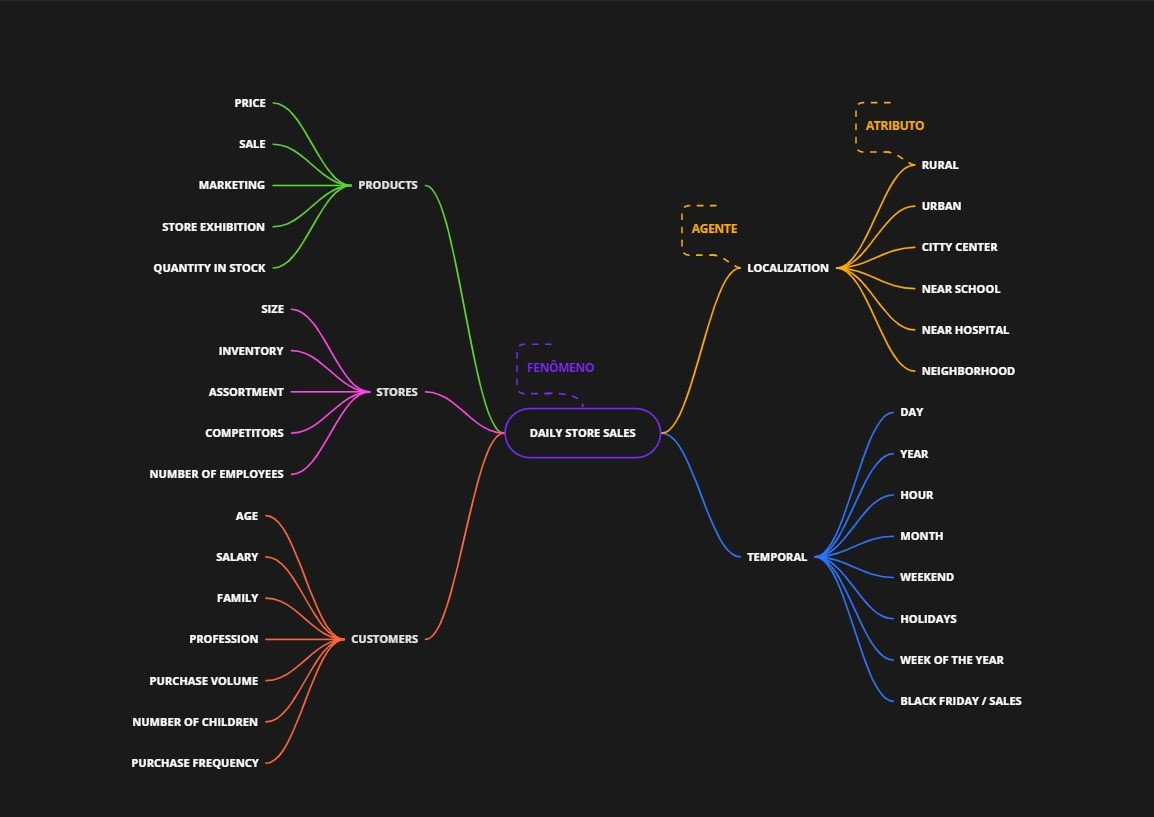 PRICE
SALE
MARKETING
STORE EXHIBITION
QUANTITY IN STOCK
PRODUCTS
SIZE
INVENTORY
ASSORTMENT
COMPETITORS
NUMBER OF EMPLOYEES
STORES
AGE
SALARY
FAMILY
PROFESSION
PURCHASE VOLUME
NUMBER OF CHILDREN
PURCHASE FREQUENCY
CUSTOMERS
FENÔMENO
DAILY STORE SALES
AGENTE
LOCALIZATION
ATRIBUTO
RURAL
URBAN
CITTY CENTER
NEAR SCHOOL
NEAR HOSPITAL
NEIGHBORHOOD
TEMPORAL
DAY
YEAR
HOUR
MONTH
WEEKEND
HOLIDAYS
WEEK OF THE YEAR
BLACK FRIDAY / SALES